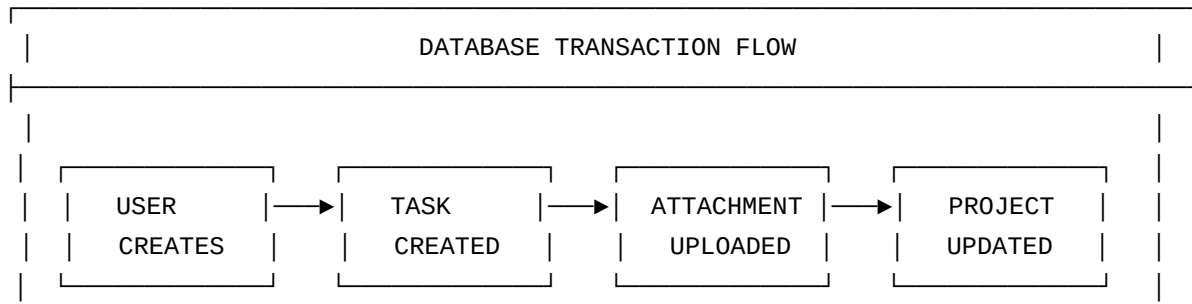 DATABASE TRANSACTION FLOW
USER TASK ATTACHMENT PROJECT
CREATES CREATED UPLOADED UPDATED